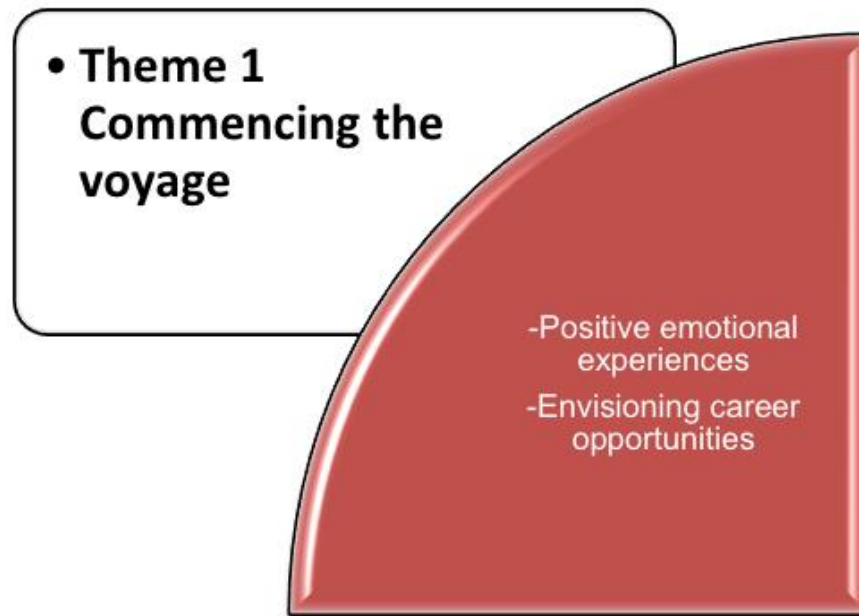 • Theme 1
Commencing the
voyage
-Positive emotional
experiences
-Envisioning career
opportunities